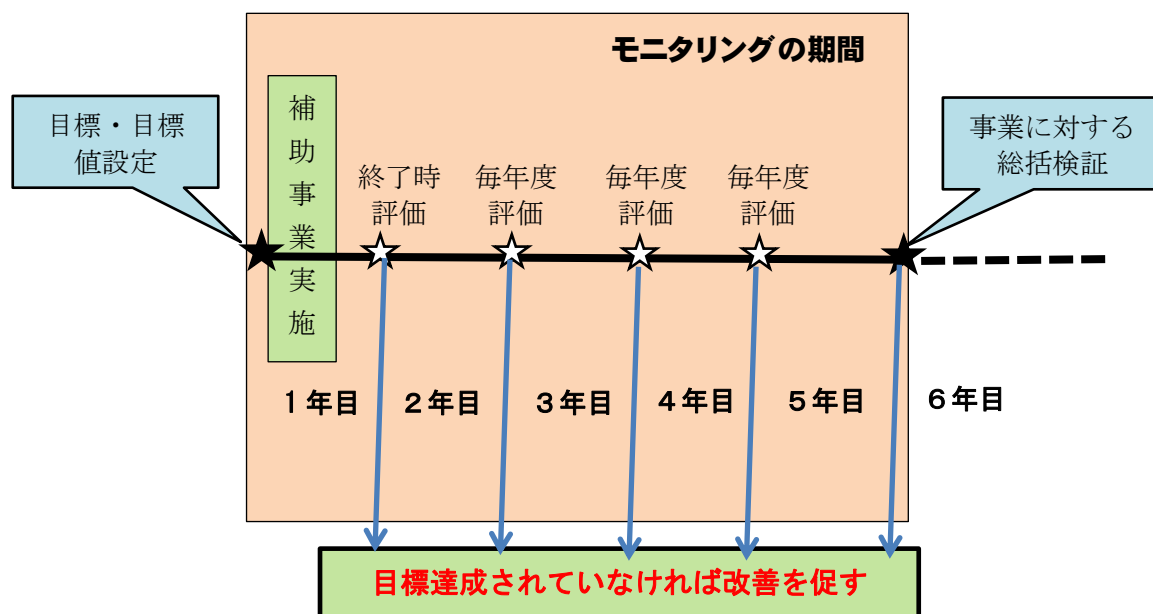 モニタリングの期間
目標・目標
値設定
補助事業実施
終了時
評価
毎年度
評価
毎年度
評価
毎年度
評価
事業に対する
総括検証
1年目
2年目
3年目
4年目
5年目
6年目
目標達成されていなければ改善を促す